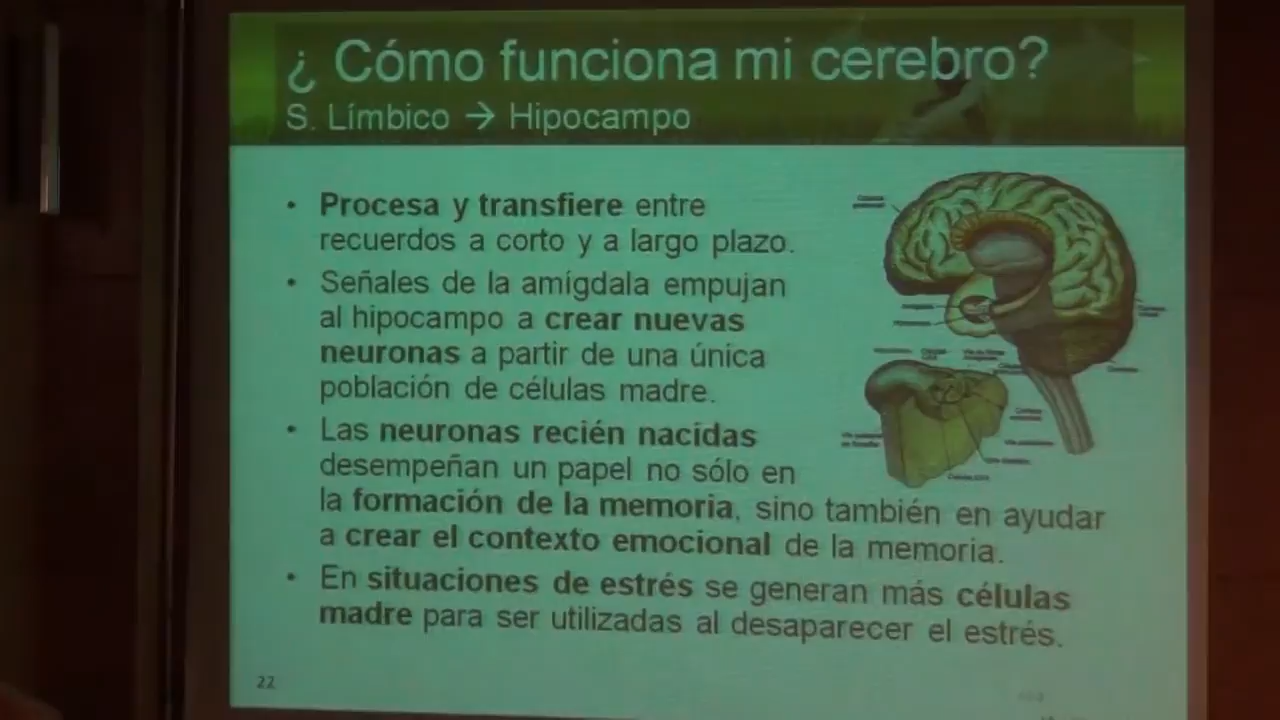 ¿ Cómo funciona mi cerebro?
S. Límbico → Hipocampo
• Procesa y transfiere entre
recuerdos a corto y a largo plazo.
• Señales de la amígdala empujan
al hipocampo a crear nuevas
neuronas a partir de una única
población de células madre.
• Las neuronas recién nacidas
desempeñan un papel no sólo en
la formación de la memoria, sino también en ayudar
a crear el contexto emocional de la memoria.
• En situaciones de estrés se generan más células
madre para ser utilizadas al desaparecer el estrés.
22